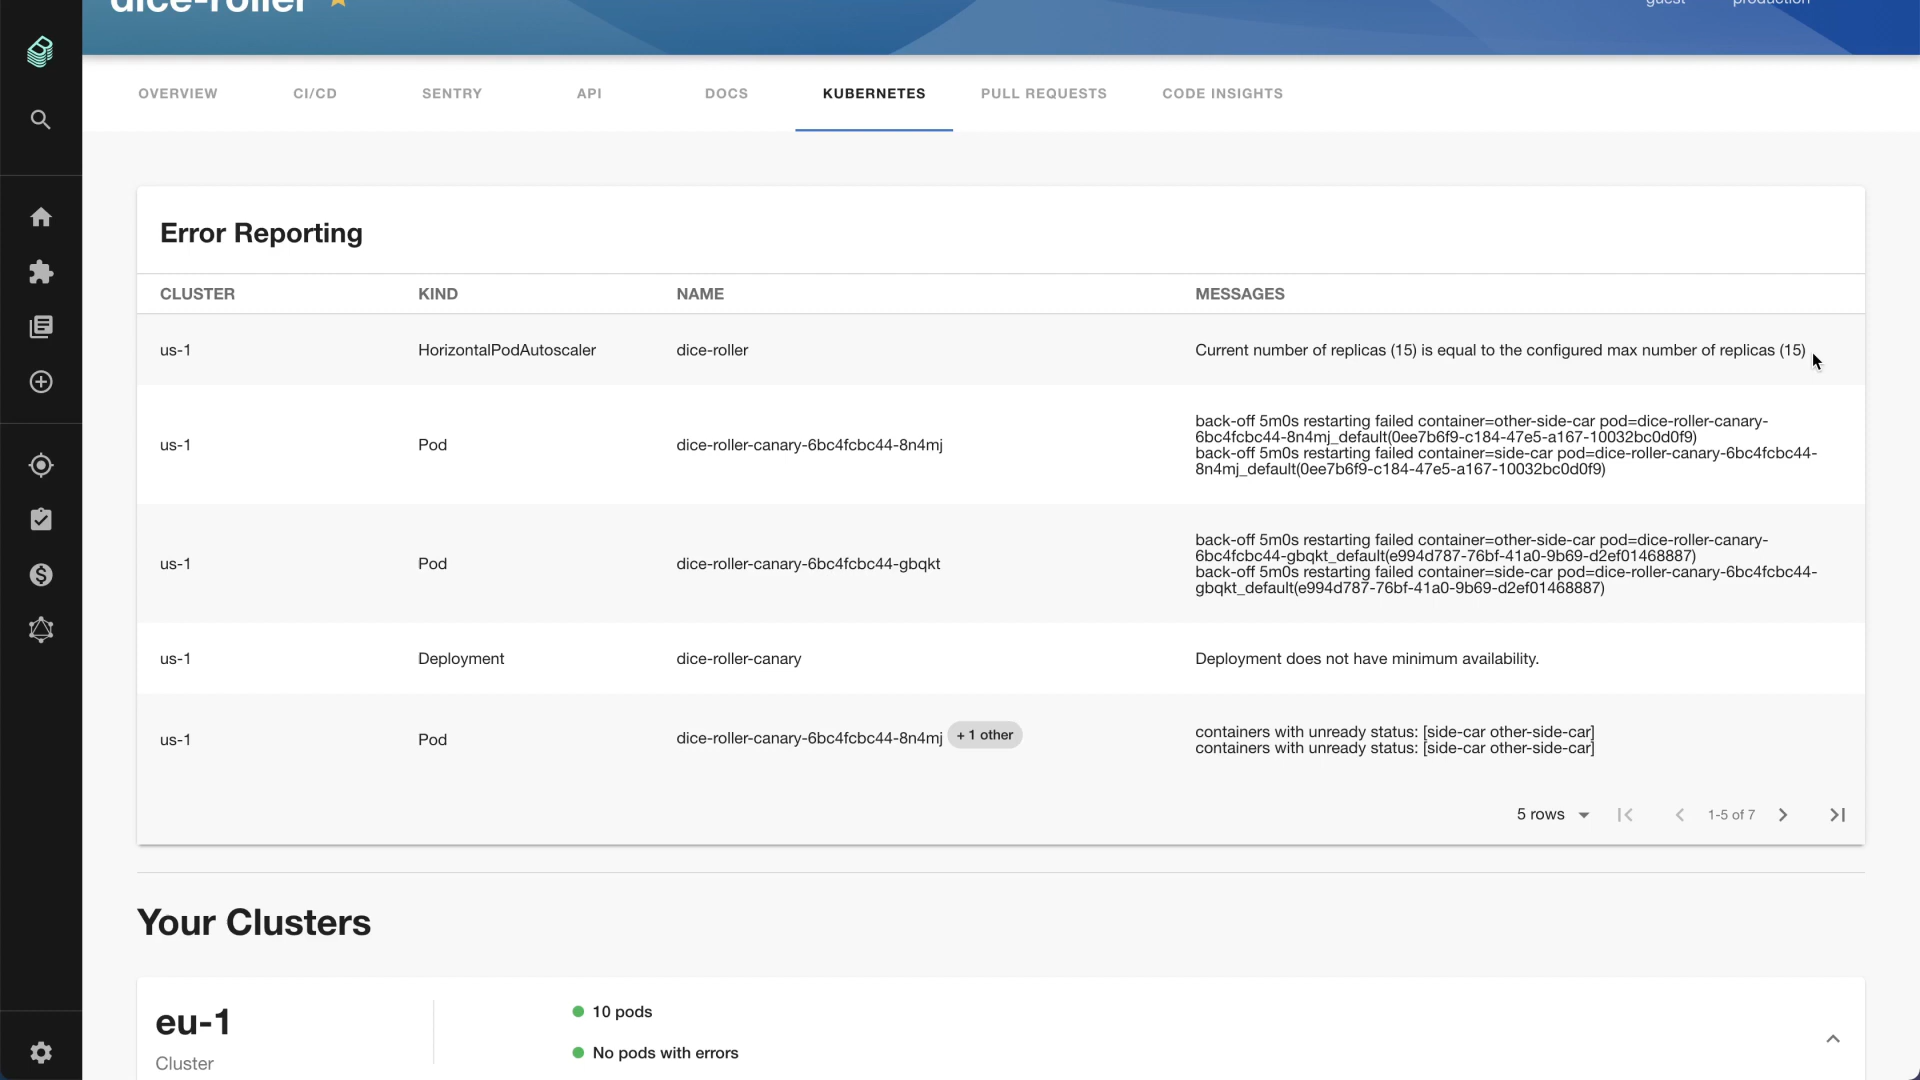 dice-roller
guest production
OVERVIEW CI/CD SENTRY API DOCS KUBERNETES PULL REQUESTS CODE INSIGHTS
Error Reporting
CLUSTER KIND NAME MESSAGES
us-1 HorizontalPodAutoscaler dice-roller Current number of replicas (15) is equal to the configured max number of replicas (15)
us-1 Pod dice-roller-canary-6bc4fcbc44-8n4mj
back-off 5m0s restarting failed container=other-side-car pod=dice-roller-canary-
6bc4fcbc44-8n4mj_default(0ee7b6f9-c184-47e5-a167-10032bc0d0f9)
back-off 5m0s restarting failed container=side-car pod=dice-roller-canary-6bc4fcbc44-
8n4mj_default(0ee7b6f9-c184-47e5-a167-10032bc0d0f9)
us-1 Pod dice-roller-canary-6bc4fcbc44-gbqkt
back-off 5m0s restarting failed container=other-side-car pod=dice-roller-canary-
6bc4fcbc44-gbqkt_default(e994d787-76bf-41a0-9b69-d2ef01468887)
back-off 5m0s restarting failed container=side-car pod=dice-roller-canary-6bc4fcbc44-
gbqkt_default(e994d787-76bf-41a0-9b69-d2ef01468887)
us-1 Deployment dice-roller-canary Deployment does not have minimum availability.
us-1 Pod dice-roller-canary-6bc4fcbc44-8n4mj + 1 other
containers with unready status: [side-car other-side-car]
containers with unready status: [side-car other-side-car]
5 rows 1-5 of 7
Your Clusters
eu-1
Cluster
10 pods
No pods with errors